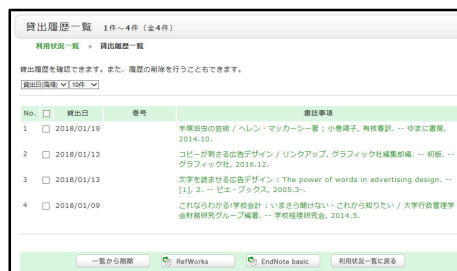 貸出履歴一覧 1件～4件（全4件）
利用状況一覧 » 貸出履歴一覧
貸出履歴を確認できます。また、履歴の削除を行うこともできます。
貸出日(降順) 10件
No. 貸出日 巻号 書誌事項
1 2018/01/19 手塚治虫の芸術 / ヘレン・マッカーシー著 ; 小巻靖子, 有枝春訳. -- ゆまに書房,
2014.10.
2 2018/01/13 コピーが刺さる広告デザイン / リンクアップ, グラフィック社編集部編. -- 初版. --
グラフィック社, 2016.12.
3 2018/01/13 文字を読ませる広告デザイン : The power of words in advertising design. --
[1], 2. -- ピエ・ブックス, 2005.3-.
4 2018/01/09 これならわかる!学校会計 : いまさら聞けない・これから知りたい / 大学行政管理学
会財務研究グループ編著. -- 学校経理研究会, 2014.5.
一覧から削除 RefWorks EndNote basic 利用状況一覧に戻る